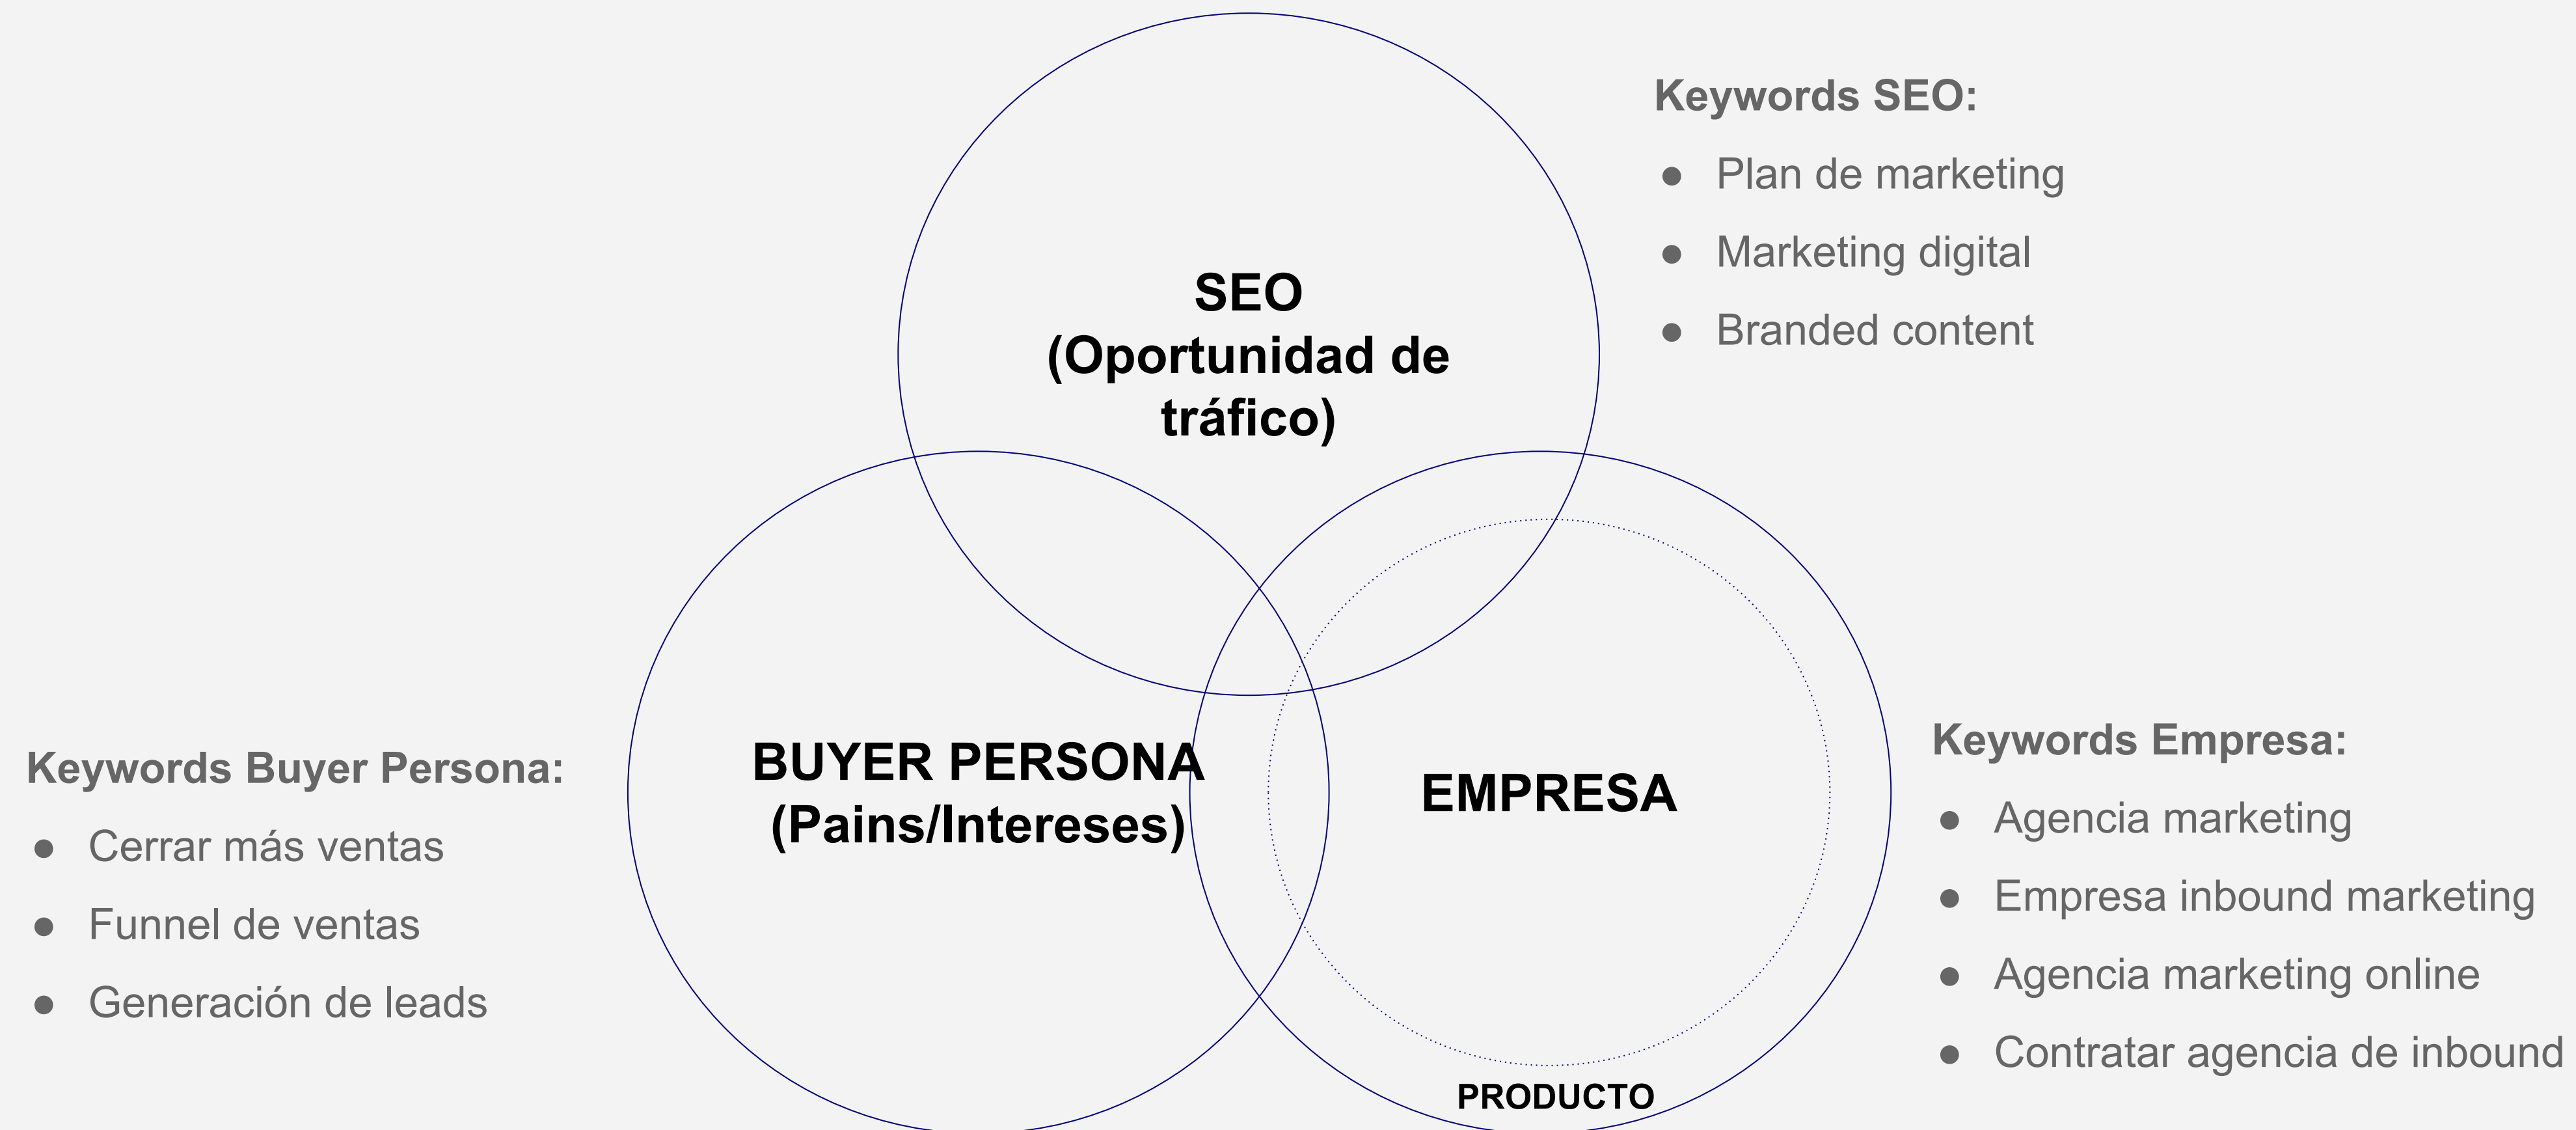 Keywords SEO:
● Plan de marketing
● Marketing digital
● Branded content
SEO
(Oportunidad de
tráfico)
Keywords Buyer Persona:
● Cerrar más ventas
● Funnel de ventas
● Generación de leads
BUYER PERSONA
(Pains/Intereses)
EMPRESA
PRODUCTO
Keywords Empresa:
● Agencia marketing
● Empresa inbound marketing
● Agencia marketing online
● Contratar agencia de inbound